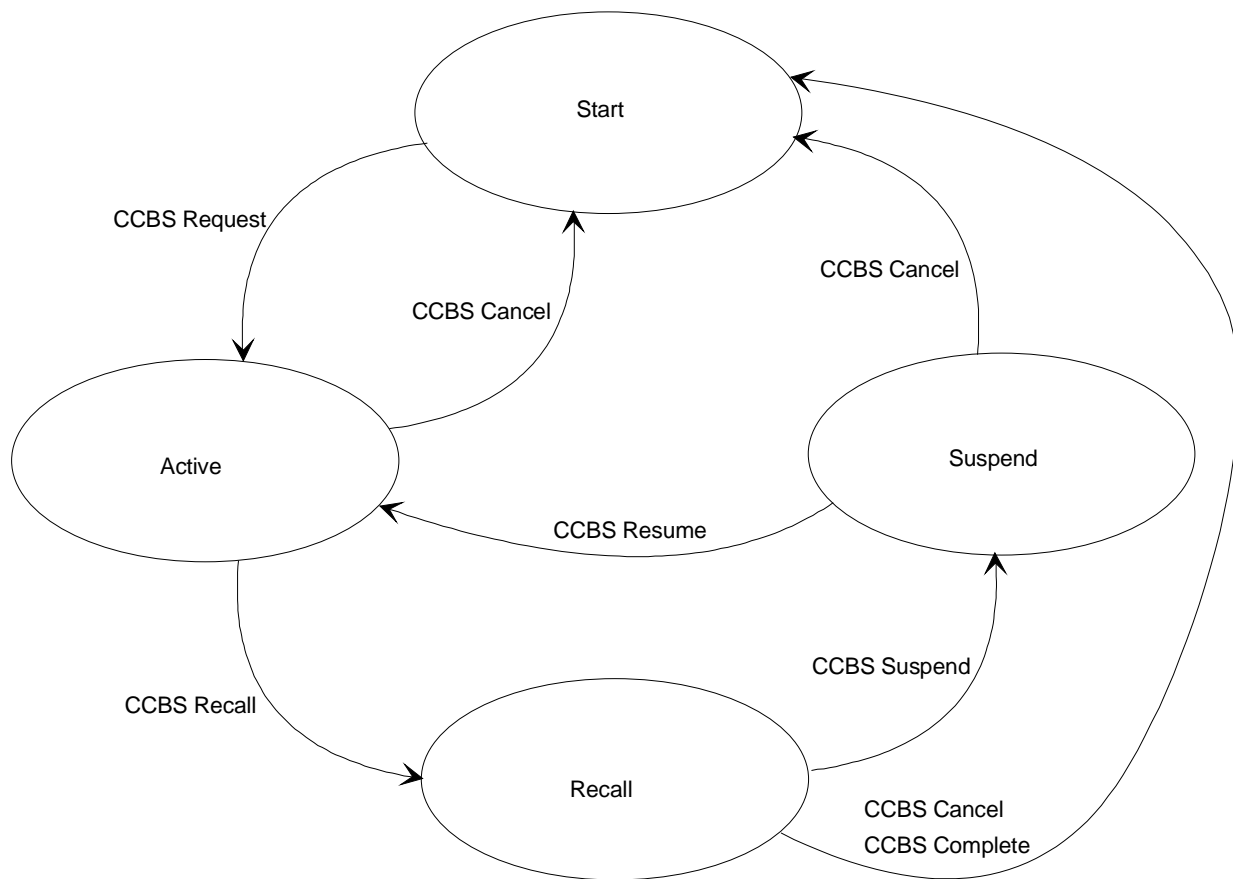 Start
CCBS Request
CCBS Cancel
CCBS Cancel
Active
Suspend
CCBS Resume
CCBS Suspend
CCBS Recall
Recall
CCBS Cancel
CCBS Complete